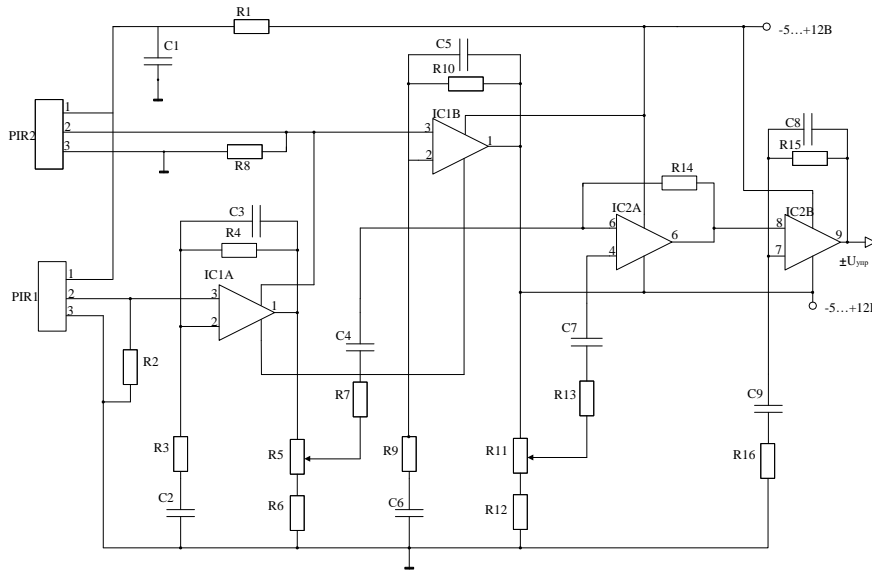 R1
-5…+12В
C1
C5
R10
1
PIR2
2
3
R8
IC1B
3
2
1
C8
R15
R14
C3
R4
IC2A
6
4
6
IC2B
8
7
9
±Uупр
IC1A
PIR1
1
2
3
3
2
1
-5…+12В
C4
C7
R2
R7
R13
C9
R3
R5
R9
R11
R16
C2
R6
C6
R12